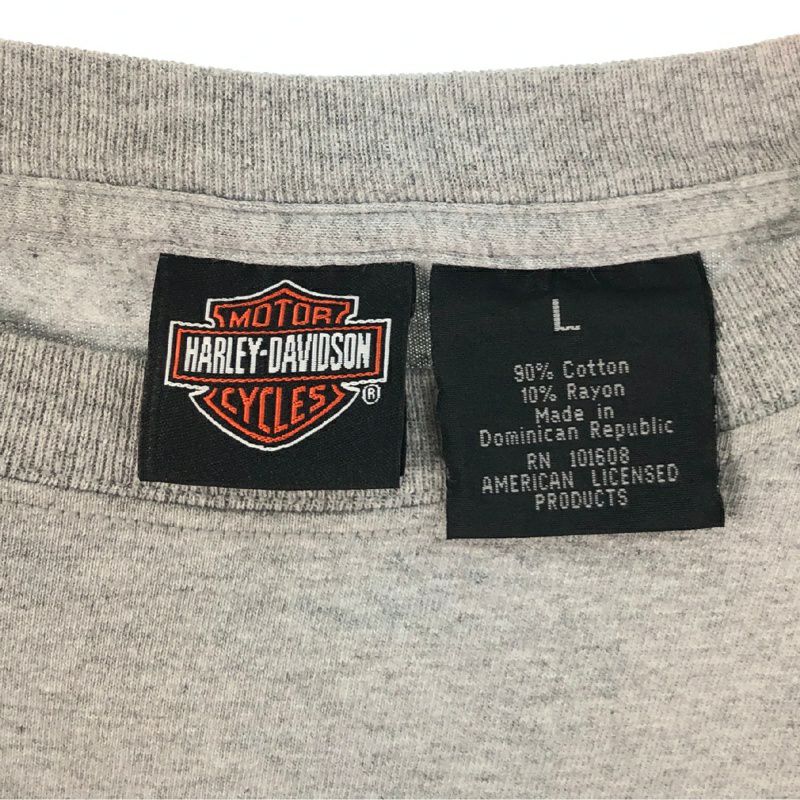 MOTOR
HARLEY-DAVIDSON
CYCLES
®
L
90% Cotton
10% Rayon
Made in
Dominican Republic
RN 101608
AMERICAN LICENSED
PRODUCTS